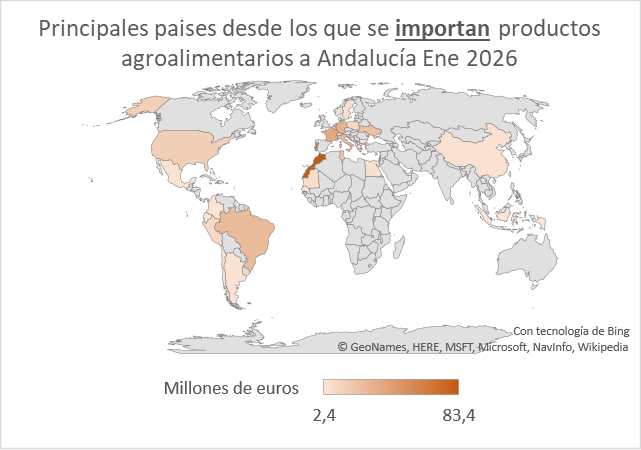 Principales paises desde los que se importan productos
agroalimentarios a Andalucía Ene 2026
Con tecnología de Bing
© GeoNames, HERE, MSFT, Microsoft, NavInfo, Wikipedia
Millones de euros
2,4 83,4